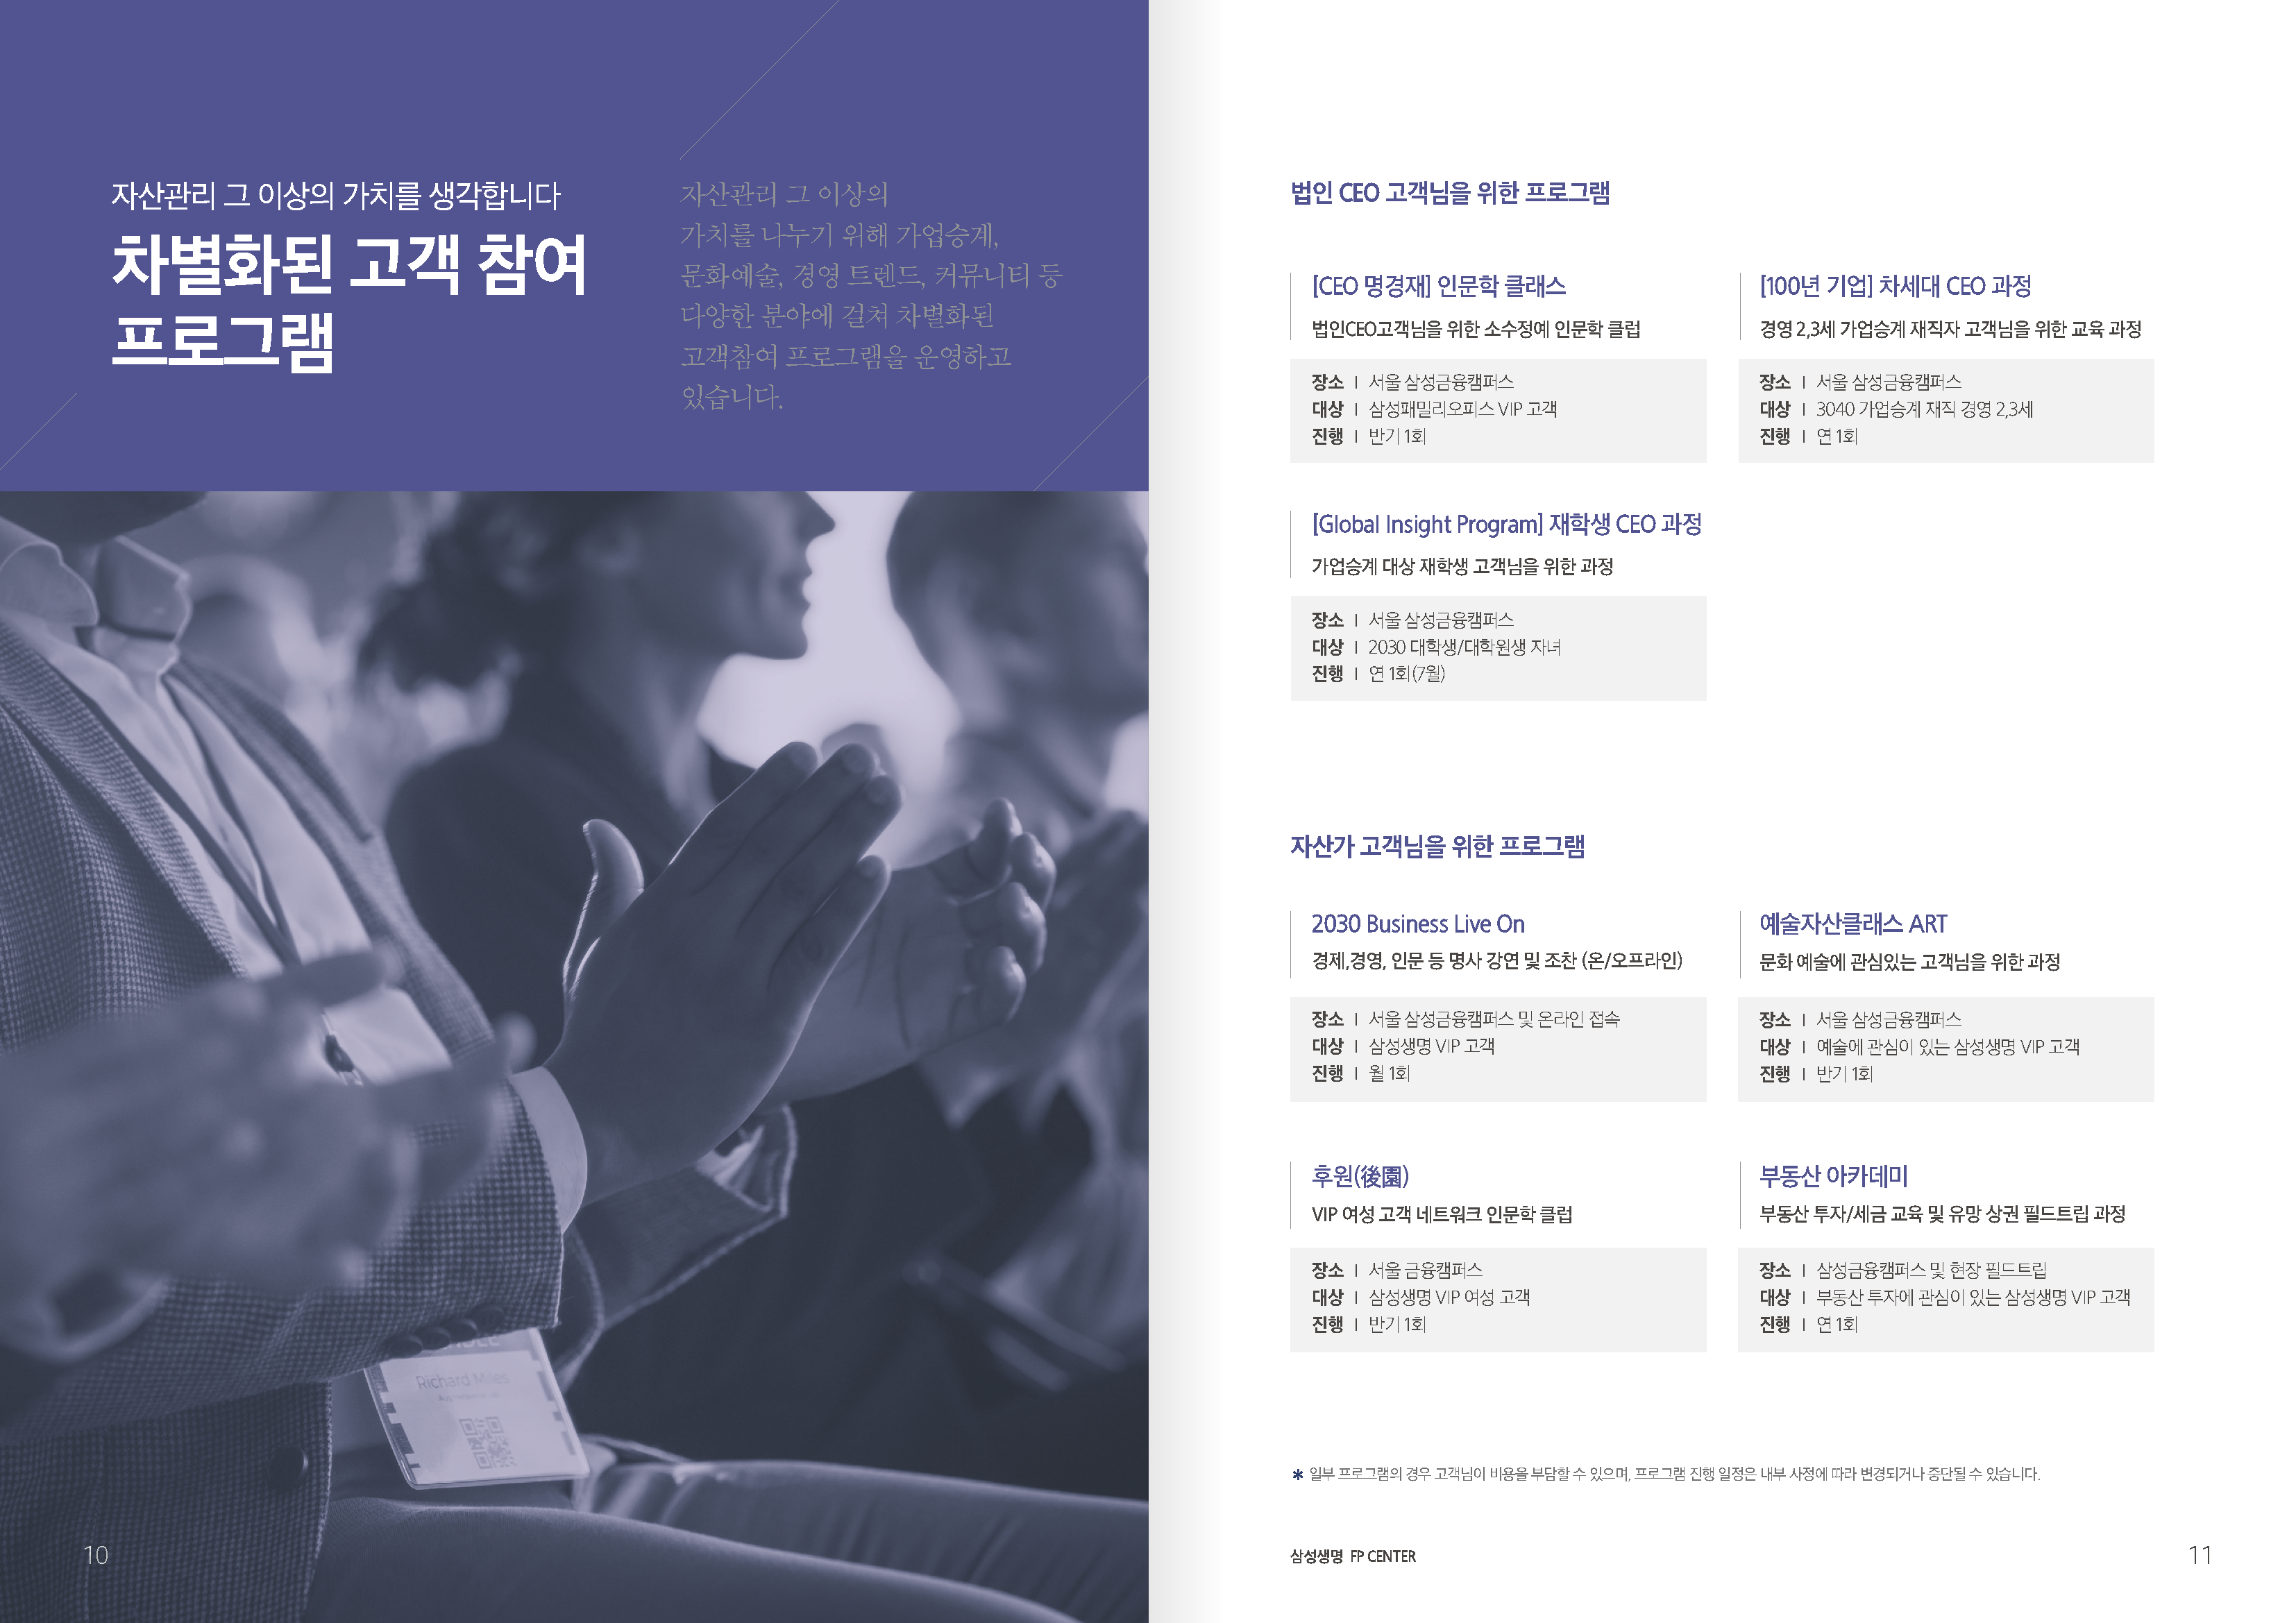 자산관리 그 이상의 가치를 생각합니다
차별화된 고객 참여
프로그램
자산관리 그 이상의
가치를 나누기 위해 가업승계,
문화예술, 경영 트렌드, 커뮤니티 등
다양한 분야에 걸쳐 차별화된
고객참여 프로그램을 운영하고
있습니다.
Richard Miles
10
법인 CEO 고객님을 위한 프로그램
[CEO 명경재] 인문학 클래스
법인CEO고객님을 위한 소수정예 인문학 클럽
장소 I 서울 삼성금융캠퍼스
대상 I 삼성패밀리오피스 VIP 고객
진행 I 반기 1회
[100년 기업] 차세대 CEO 과정
경영 2,3세 가업승계 재직자 고객님을 위한 교육 과정
장소 I 서울 삼성금융캠퍼스
대상 I 3040 가업승계 재직 경영 2,3세
진행 I 연 1회
[Global Insight Program] 재학생 CEO 과정
가업승계 대상 재학생 고객님을 위한 과정
장소 I 서울 삼성금융캠퍼스
대상 I 2030 대학생/대학원생 자녀
진행 I 연 1회(7월)
자산가 고객님을 위한 프로그램
2030 Business Live On
경제,경영, 인문 등 명사 강연 및 조찬 (온/오프라인)
장소 I 서울 삼성금융캠퍼스 및 온라인 접속
대상 I 삼성생명 VIP 고객
진행 I 월 1회
예술자산클래스 ART
문화 예술에 관심있는 고객님을 위한 과정
장소 I 서울 삼성금융캠퍼스
대상 I 예술에 관심이 있는 삼성생명 VIP 고객
진행 I 반기 1회
후원(後園)
VIP 여성 고객 네트워크 인문학 클럽
장소 I 서울 금융캠퍼스
대상 I 삼성생명 VIP 여성 고객
진행 I 반기 1회
부동산 아카데미
부동산 투자/세금 교육 및 유망 상권 필드트립 과정
장소 I 삼성금융캠퍼스 및 현장 필드트립
대상 I 부동산 투자에 관심이 있는 삼성생명 VIP 고객
진행 I 연 1회
* 일부 프로그램의 경우 고객님이 비용을 부담할 수 있으며, 프로그램 진행 일정은 내부 사정에 따라 변경되거나 중단될 수 있습니다.
삼성생명 FP CENTER
11